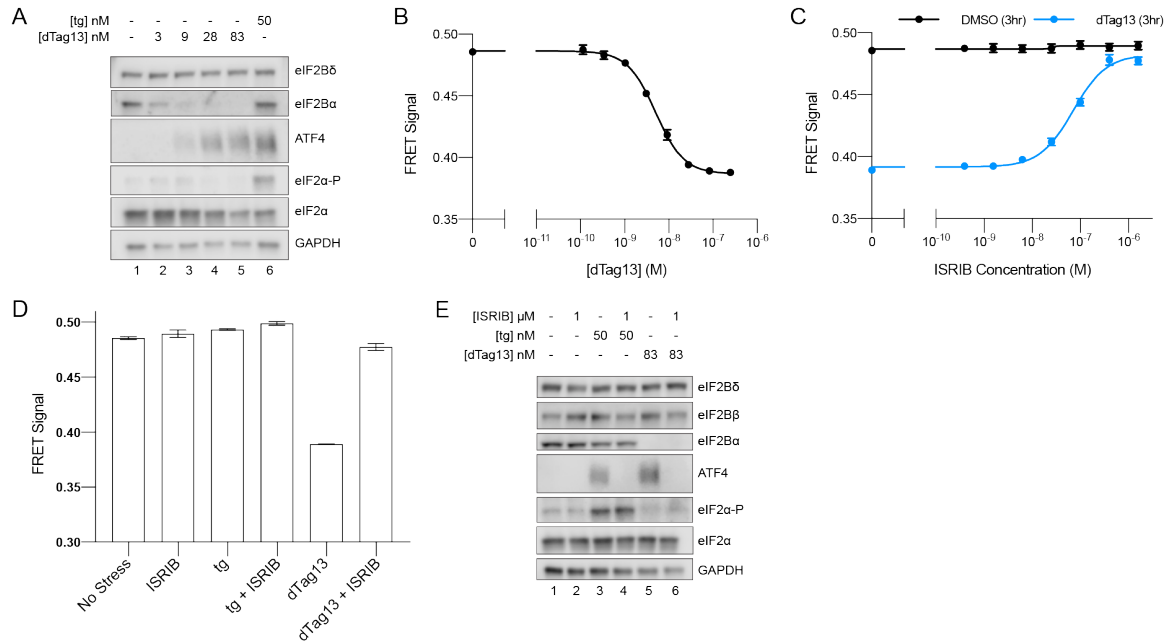 A
[tg] nM - - - - - 50
[dTag13] nM - 3 9 28 83 -
eIF2Bδ
eIF2Bα
ATF4
eIF2α-P
eIF2α
GAPDH
1 2 3 4 5 6
B
FRET Signal
0.50
0.45
0.40
0.35
0 10⁻¹¹ 10⁻¹⁰ 10⁻⁹ 10⁻⁸ 10⁻⁷ 10⁻⁶
[dTag13] (M)
C
DMSO (3hr) dTag13 (3hr)
FRET Signal
0.50
0.45
0.40
0.35
0 10⁻¹⁰ 10⁻⁹ 10⁻⁸ 10⁻⁷ 10⁻⁶
ISRIB Concentration (M)
D
FRET Signal
0.50
0.45
0.40
0.35
0.30
No Stress
ISRIB
tg
tg + ISRIB
dTag13
dTag13 + ISRIB
E
[ISRIB] µM - 1 - 1 - 1
[tg] nM - - 50 50 - -
[dTag13] nM - - - - 83 83
eIF2Bδ
eIF2Bβ
eIF2Bα
ATF4
eIF2α-P
eIF2α
GAPDH
1 2 3 4 5 6